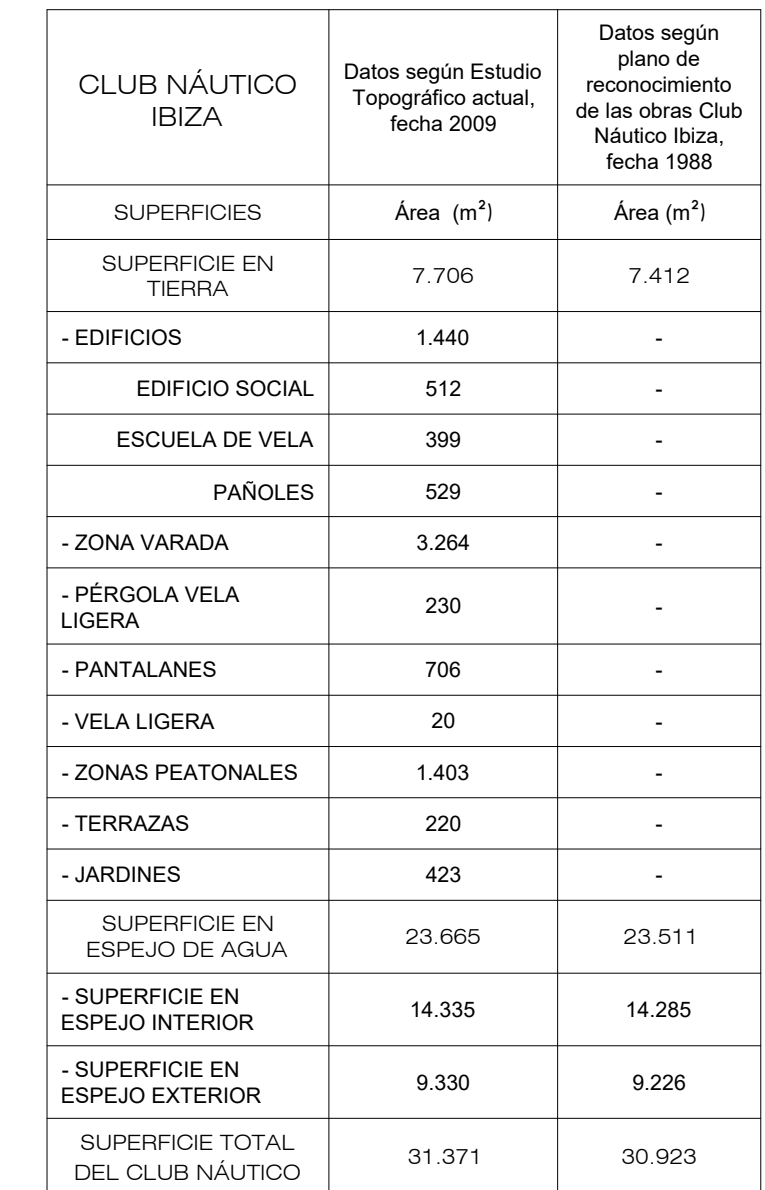 CLUB NÁUTICO
IBIZA
Datos según Estudio
Topográfico actual,
fecha 2009
Datos según
plano de
reconocimiento
de las obras Club
Náutico Ibiza,
fecha 1988
SUPERFICIES
Área (m²)
Área (m²)
SUPERFICIE EN
TIERRA
7.706
7.412
- EDIFICIOS
1.440
-
EDIFICIO SOCIAL
512
-
ESCUELA DE VELA
399
-
PAÑOLES
529
-
- ZONA VARADA
3.264
-
- PÉRGOLA VELA
LIGERA
230
-
- PANTALANES
706
-
- VELA LIGERA
20
-
- ZONAS PEATONALES
1.403
-
- TERRAZAS
220
-
- JARDINES
423
-
SUPERFICIE EN
ESPEJO DE AGUA
23.665
23.511
- SUPERFICIE EN
ESPEJO INTERIOR
14.335
14.285
- SUPERFICIE EN
ESPEJO EXTERIOR
9.330
9.226
SUPERFICIE TOTAL
DEL CLUB NÁUTICO
31.371
30.923